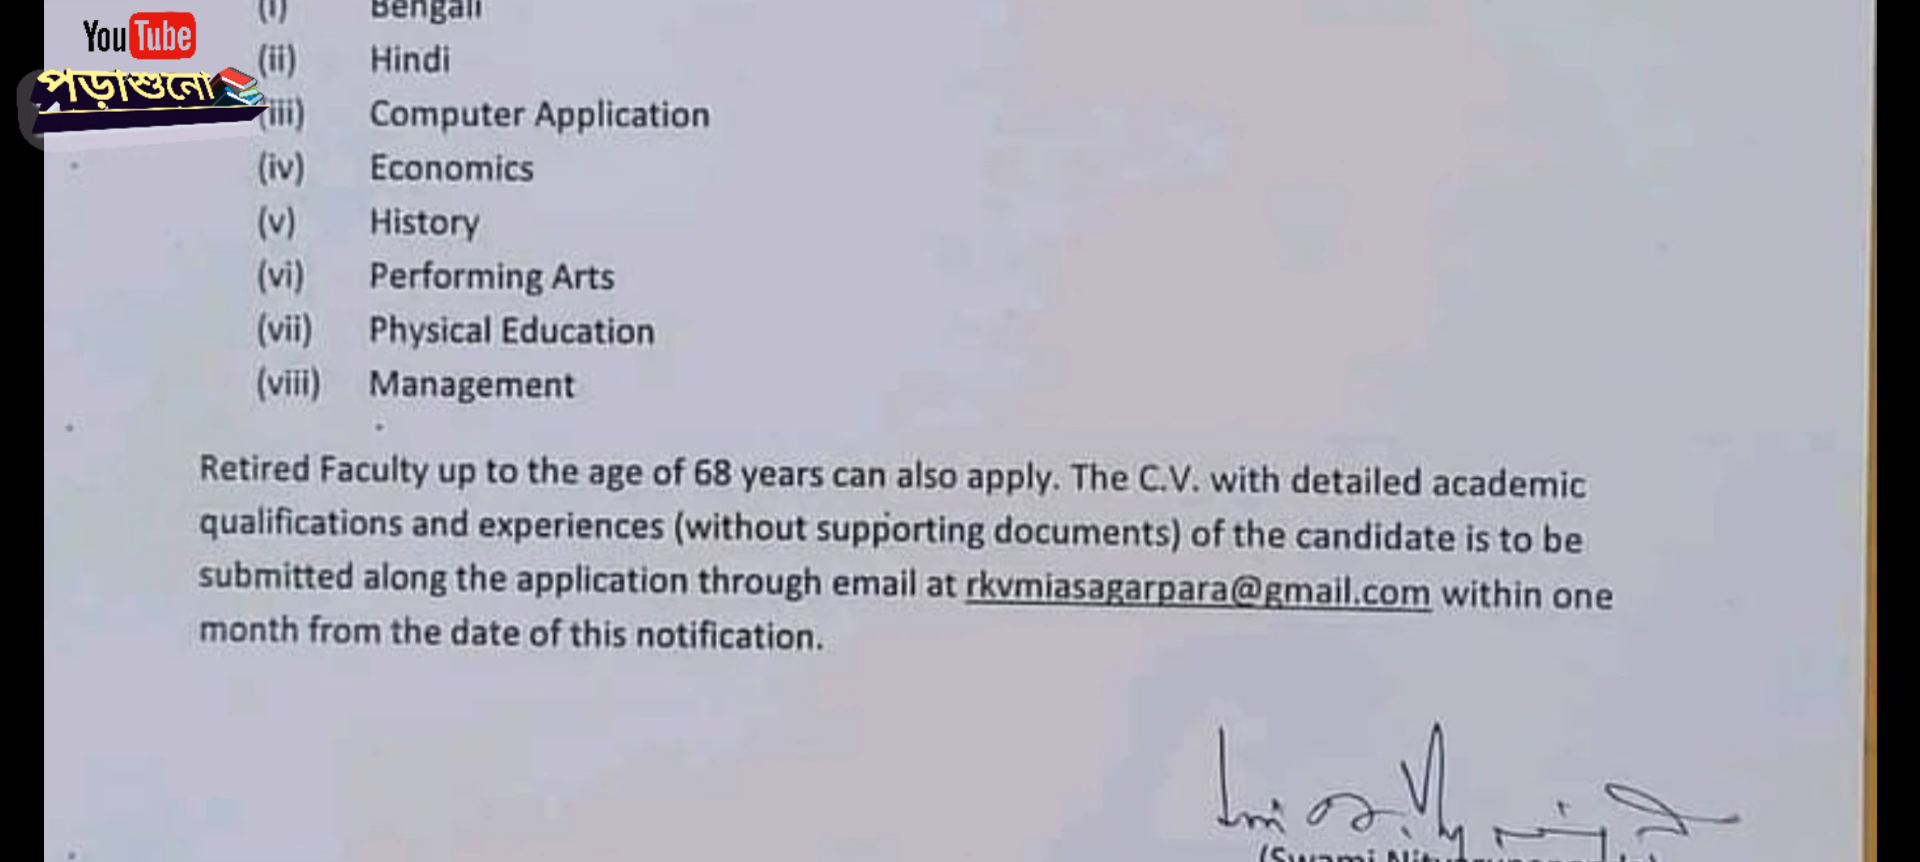 YouTube
পড়াশুনো
(i) Bengali
(ii) Hindi
(iii) Computer Application
(iv) Economics
(v) History
(vi) Performing Arts
(vii) Physical Education
(viii) Management
Retired Faculty up to the age of 68 years can also apply. The C.V. with detailed academic
qualifications and experiences (without supporting documents) of the candidate is to be
submitted along the application through email at rkvmiasagarpara@gmail.com within one
month from the date of this notification.
(Swami